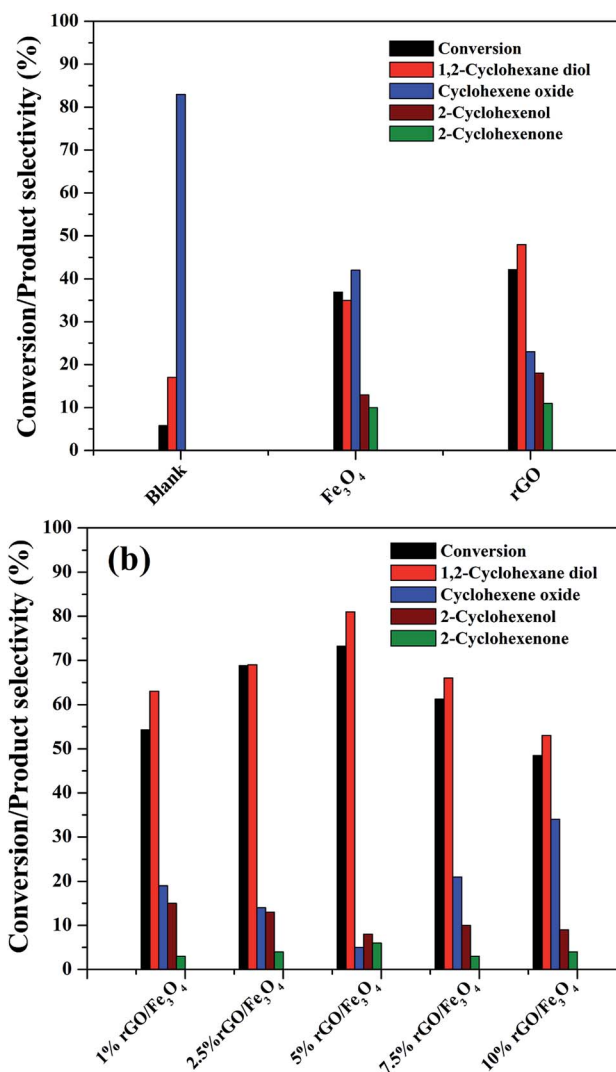 Conversion/Product selectivity (%)
100
90
80
70
60
50
40
30
20
10
0
Conversion
1,2-Cyclohexane diol
Cyclohexene oxide
2-Cyclohexenol
2-Cyclohexenone
Blank
Fe₃O₄
rGO
Conversion/Product selectivity (%)
100
90
80
70
60
50
40
30
20
10
0
(b)
Conversion
1,2-Cyclohexane diol
Cyclohexene oxide
2-Cyclohexenol
2-Cyclohexenone
1% rGO/Fe₃O₄
2.5%rGO/Fe₃O₄
5% rGO/Fe₃O₄
7.5% rGO/Fe₃O₄
10% rGO/Fe₃O₄